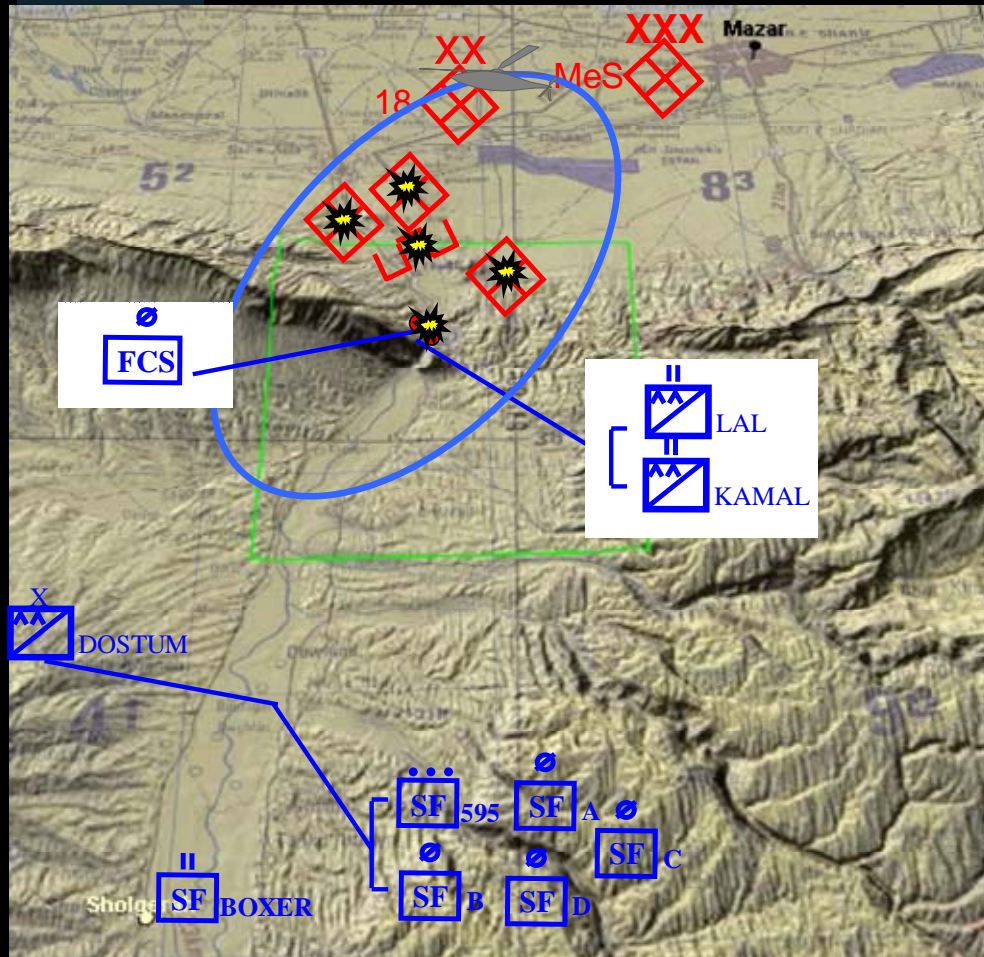 XX
XXX
Mazar
18
MeS
5²
8³
FCS
II
LAL
II
KAMAL
X
DOSTUM
4¹
SF 595
SF A
SF C
SF B
SF D
II
SF BOXER